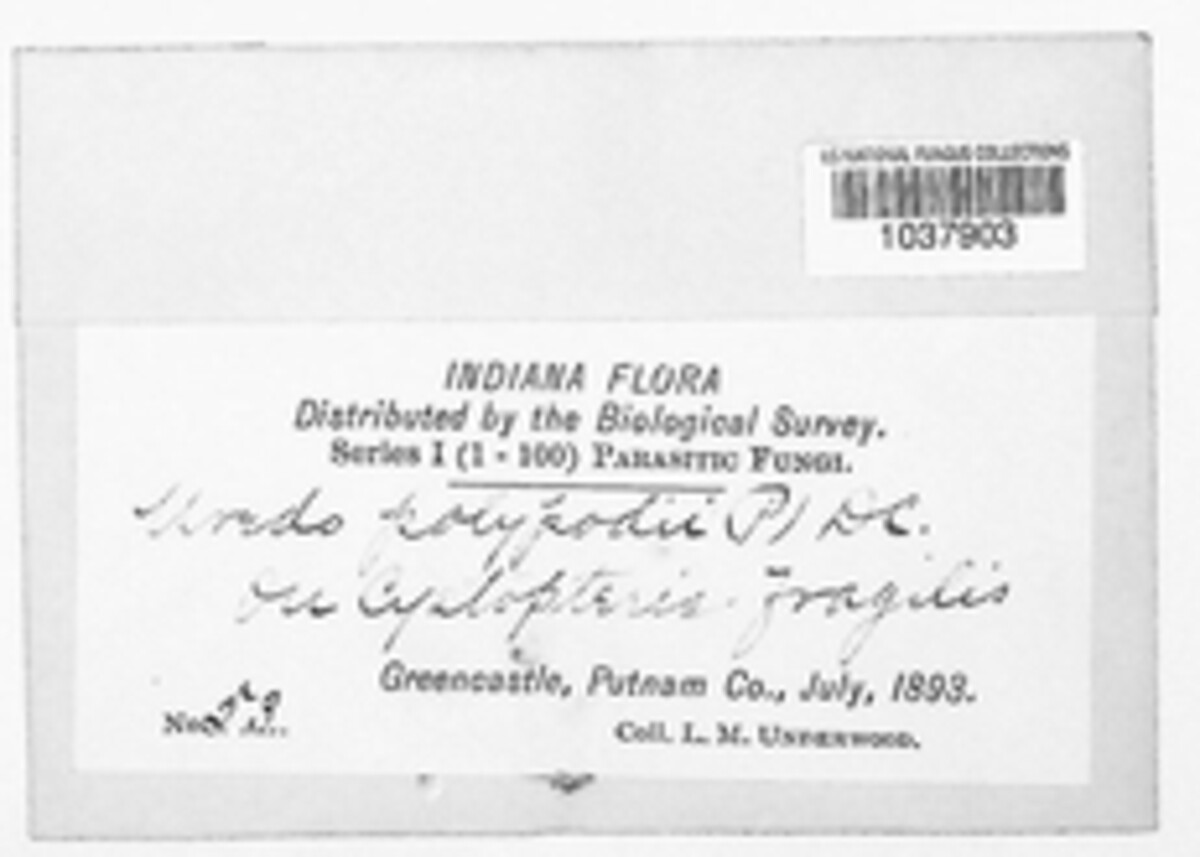 US NATIONAL FUNGUS COLLECTIONS
1037903
INDIANA FLORA
Distributed by the Biological Survey.
Series I (1 - 100) PARASITIC FUNGI.
Uredo polypodii (P) DC.
On Cystopteris fragilis
Greencastle, Putnam Co., July, 1893.
No.
Coll. L. M. UNDERWOOD.